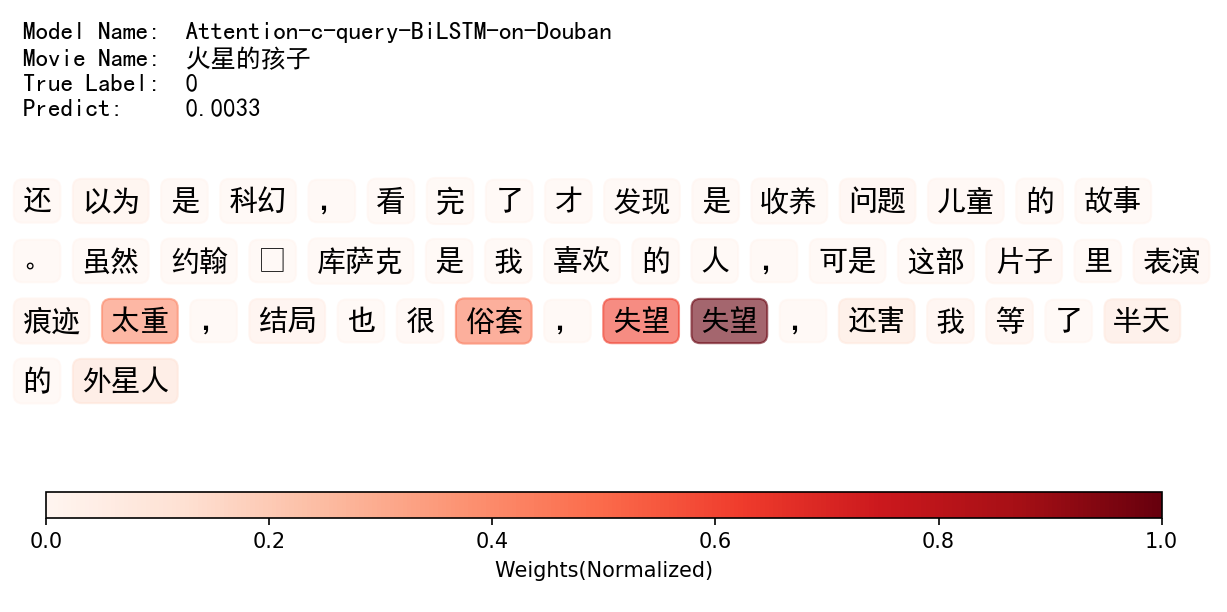 Model Name: Attention-c-query-BiLSTM-on-Douban
Movie Name: 火星的孩子
True Label: 0
Predict: 0.0033
还 以为 是 科幻 , 看 完 了 才 发现 是 收养 问题 儿童 的 故事
。 虽然 约翰 □ 库萨克 是 我 喜欢 的 人 , 可是 这部 片子 里 表演
痕迹 太重 , 结局 也 很 俗套 , 失望 失望 , 还害 我 等 了 半天
的 外星人
0.0 0.2 0.4 0.6 0.8 1.0
Weights(Normalized)